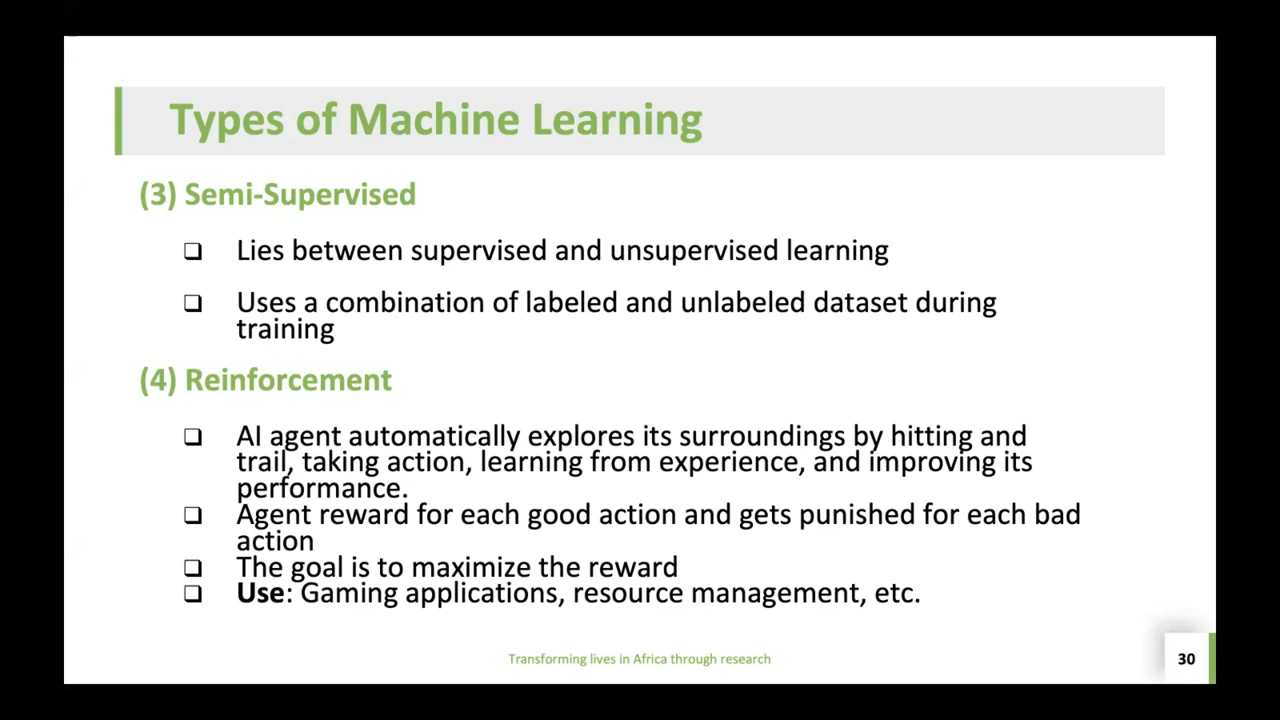 Types of Machine Learning
(3) Semi-Supervised
❑ Lies between supervised and unsupervised learning
❑ Uses a combination of labeled and unlabeled dataset during
training
(4) Reinforcement
❑ AI agent automatically explores its surroundings by hitting and
trail, taking action, learning from experience, and improving its
performance.
❑ Agent reward for each good action and gets punished for each bad
action
❑ The goal is to maximize the reward
❑ Use: Gaming applications, resource management, etc.
Transforming lives in Africa through research
30